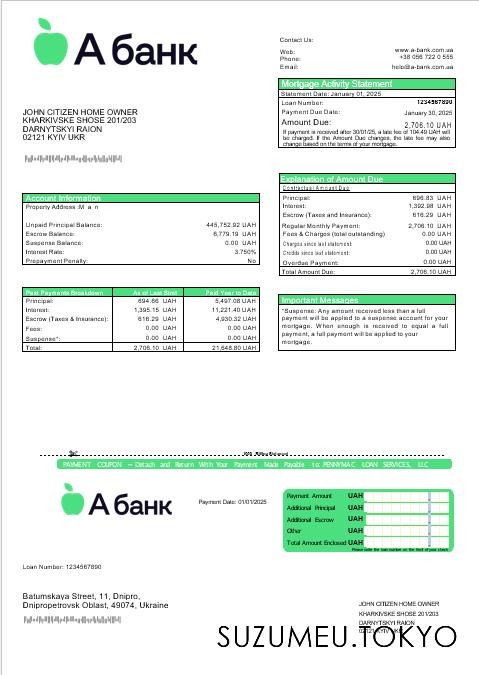 А банк
Contact Us:
Web: www.a-bank.com.ua
Phone: +38 056 722 0 555
Email: help@a-bank.com.ua
Mortgage Activity Statement
Statement Date: January 01, 2025
Loan Number: 1234567890
Payment Due Date: January 30, 2025
Amount Due: 2,706.10 UAH
If payment is received after 30/01/25, a late fee of 104.49 UAH will
be charged. If the Amount Due changes, the late fee may also
change based on the terms of your mortgage.
JOHN CITIZEN HOME OWNER
KHARKIVSKE SHOSE 201/203
DARNYTSKYI RAION
02121 KYIV UKR
Account Information
Property Address :M a n
Unpaid Principal Balance: 445,752.92 UAH
Escrow Balance: 6,779.19 UAH
Suspense Balance: 0.00 UAH
Interest Rate: 3.750%
Prepayment Penalty: No
Explanation of Amount Due
Contractual Amount Due
Principal: 696.83 UAH
Interest: 1,392.98 UAH
Escrow (Taxes and Insurance): 616.29 UAH
Regular Monthly Payment: 2,706.10 UAH
Fees & Charges (total outstanding) 0.00 UAH
Charges since last statement: 0.00 UAH
Credits since last statement: 0.00 UAH
Overdue Payment: 0.00 UAH
Total Amount Due: 2,706.10 UAH
Past Payments Breakdown As of Last Stmt Paid Year to Date
Principal: 694.66 UAH 5,497.08 UAH
Interest: 1,395.15 UAH 11,221.40 UAH
Escrow (Taxes & Insurance): 616.29 UAH 4,930.32 UAH
Fees: 0.00 UAH 0.00 UAH
Suspense*: 0.00 UAH 0.00 UAH
Total: 2,706.10 UAH 21,648.80 UAH
Important Messages
*Suspense: Any amount received less than a full
payment will be applied to a suspense account for your
mortgage. When enough is received to equal a full
payment, a full payment will be applied to your
mortgage.
PAYMENT COUPON – Detach and Return With Your Payment Made Payable to: PENNYMAC LOAN SERVICES, LLC
А банк
Payment Date: 01/01/2025
Payment Amount UAH
Additional Principal UAH
Additional Escrow UAH
Other UAH
Total Amount Enclosed UAH
Please write the loan number on the front of your check
Loan Number: 1234567890
Batumskaya Street, 11, Dnipro,
Dnipropetrovsk Oblast, 49074, Ukraine
JOHN CITIZEN HOME OWNER
KHARKIVSKE SHOSE 201/203
DARNYTSKYI RAION
02121 KYIV UKR
SUZUMEU.TOKYO